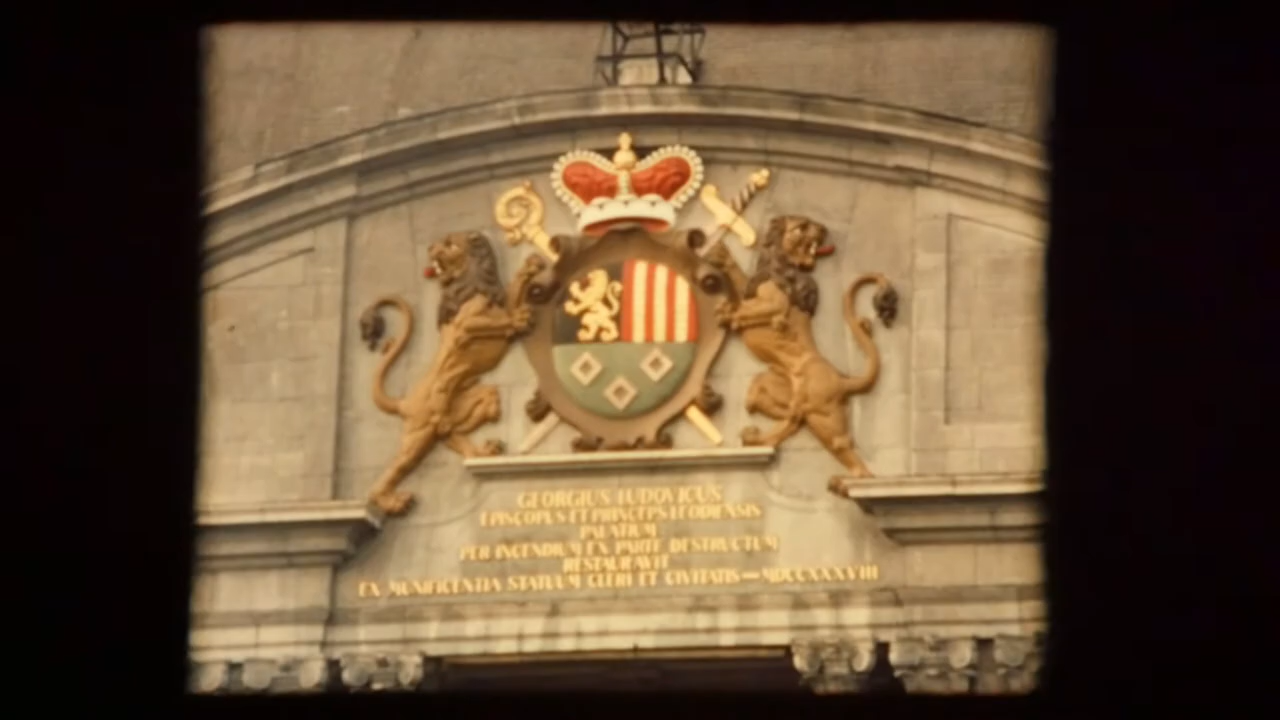 GEORGIUS LUDOVICUS
EPISCOPUS ET PRINCEPS LEODIENSIS
PALATIUM
PER INCENDIUM EX PARTE DESTRUCTUM
RESTAURAVIT
EX MUNIFICENTIA STATUUM CLERI ET CIVITATIS—MDCCXXXVIII